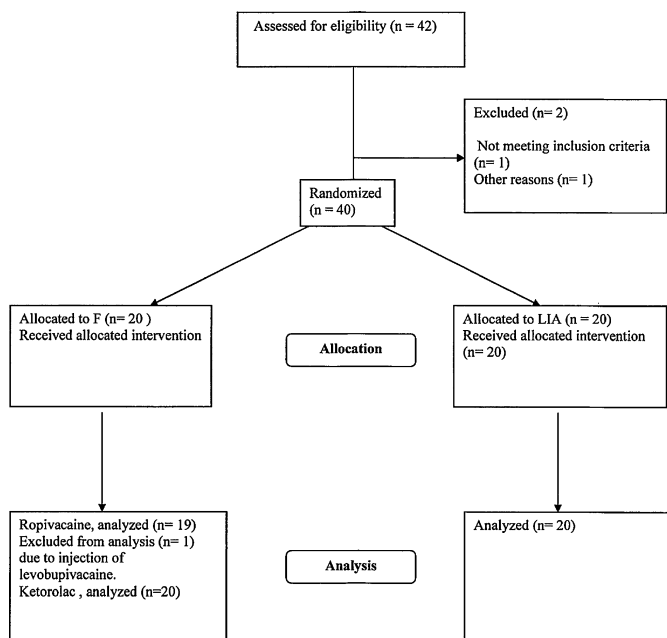 Assessed for eligibility (n = 42)
Excluded (n= 2)
Not meeting inclusion criteria
(n= 1)
Other reasons (n= 1)
Randomized
(n = 40)
Allocated to F (n= 20 )
Received allocated intervention
Allocation
Allocated to LIA (n = 20)
Received allocated intervention
(n= 20)
Ropivacaine, analyzed (n= 19)
Excluded from analysis (n= 1)
due to injection of
levobupivacaine.
Ketorolac , analyzed (n=20)
Analysis
Analyzed (n= 20)